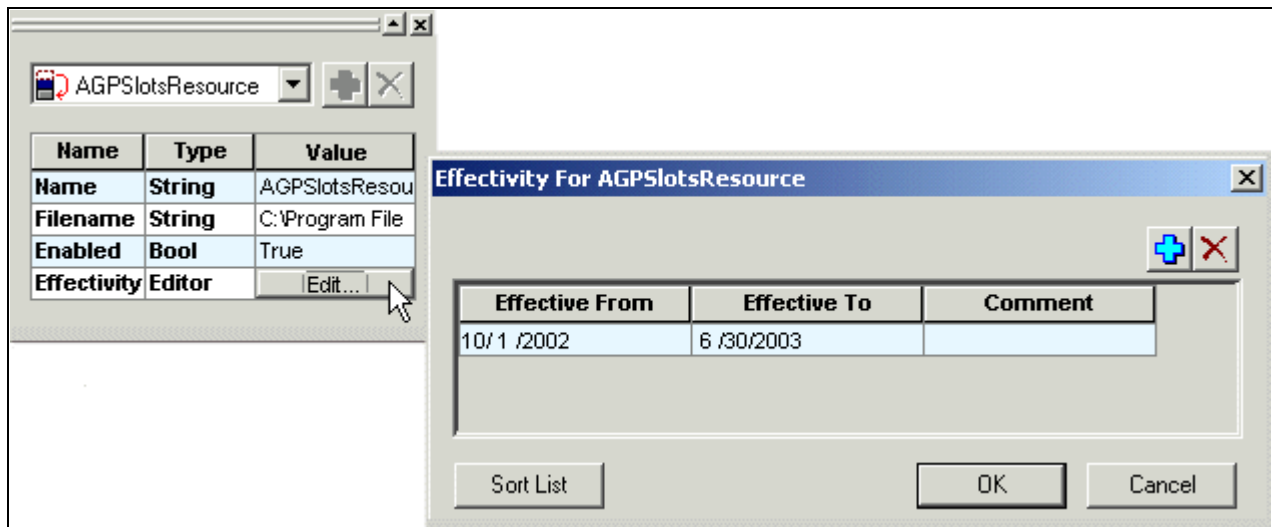 AGPSlotsResource
Name Type Value
Name String AGPSlotsResou
Filename String C:\Program File
Enabled Bool True
Effectivity Editor Edit...
Effectivity For AGPSlotsResource
Effective From Effective To Comment
10/ 1 /2002 6 /30/2003
Sort List OK Cancel